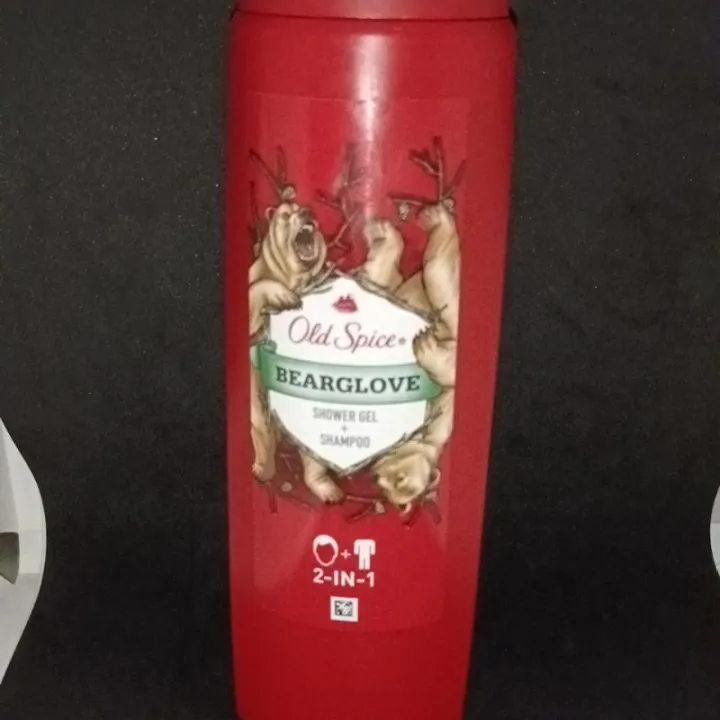 Old Spice®
BEARGLOVE
SHOWER GEL
+
SHAMPOO
+
2-IN-1